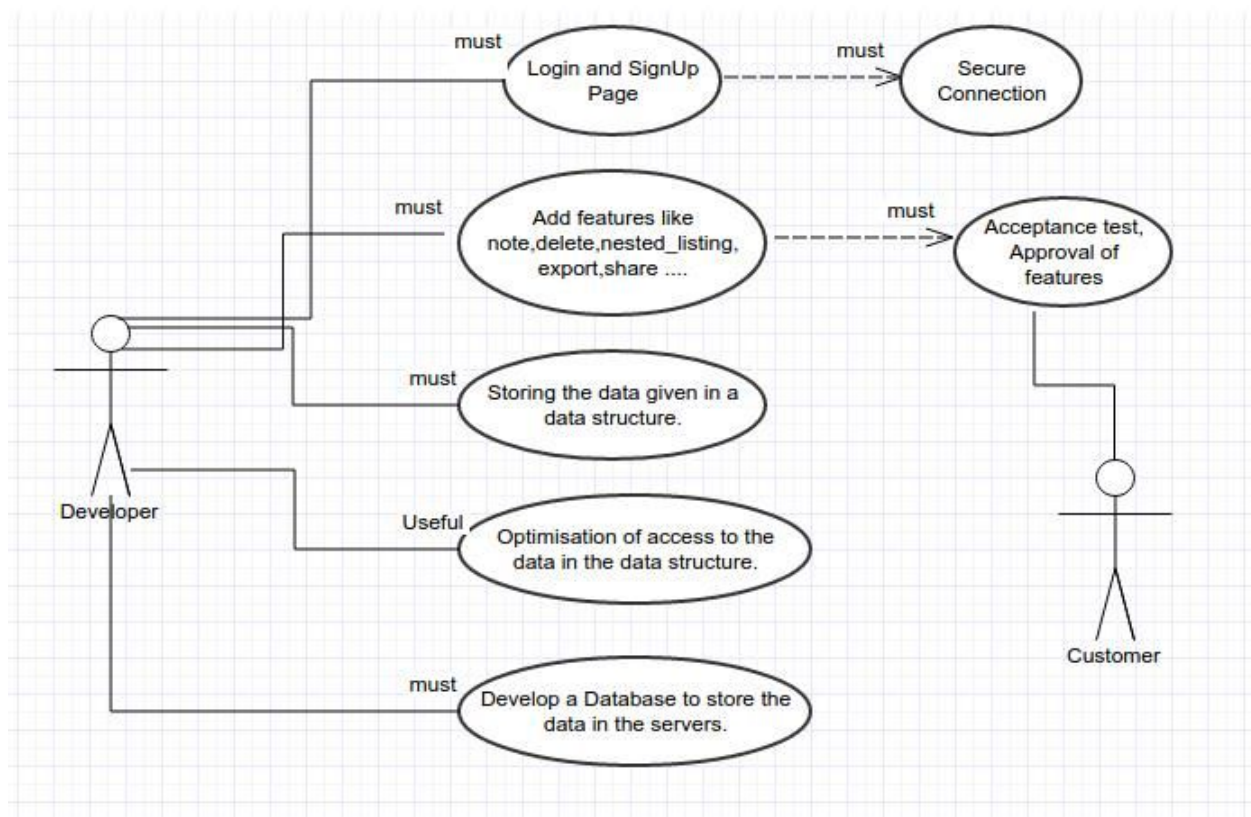 must
Login and SignUp
Page
must
Secure
Connection
must
Add features like
note,delete,nested_listing,
export,share ....
must
Acceptance test,
Approval of
features
must
Storing the data given in a
data structure.
Developer
Useful
Optimisation of access to the
data in the data structure.
Customer
must
Develop a Database to store the
data in the servers.